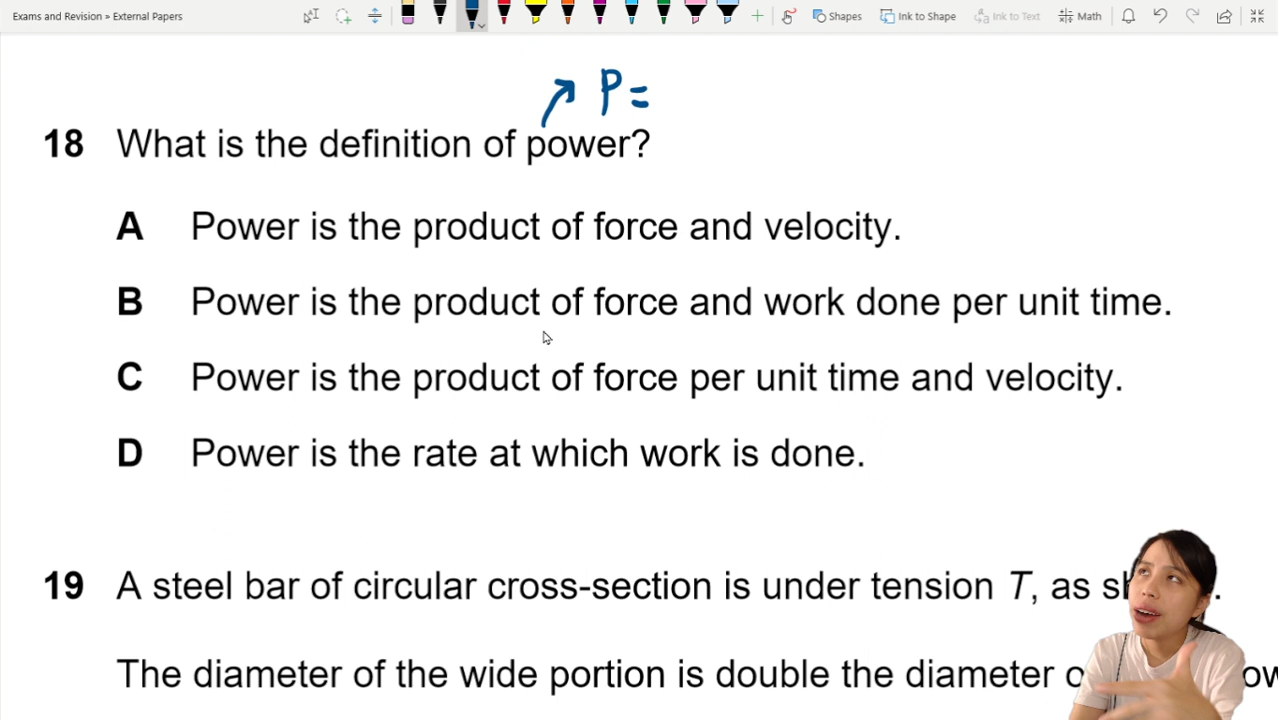 Exams and Revision » External Papers
Shapes
Ink to Shape
Ink to Text
Math
P =
18 What is the definition of power?
A Power is the product of force and velocity.
B Power is the product of force and work done per unit time.
C Power is the product of force per unit time and velocity.
D Power is the rate at which work is done.
19 A steel bar of circular cross-section is under tension T, as
The diameter of the wide portion is double the diameter